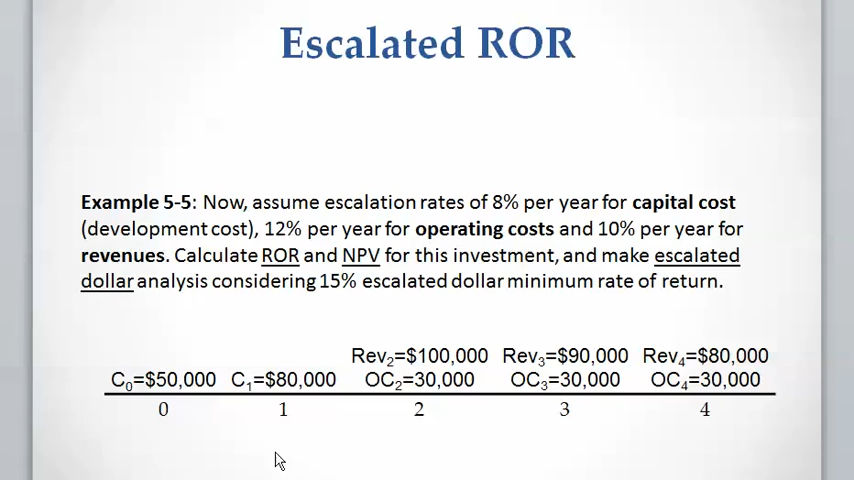 Escalated ROR
Example 5-5: Now, assume escalation rates of 8% per year for capital cost
(development cost), 12% per year for operating costs and 10% per year for
revenues. Calculate ROR and NPV for this investment, and make escalated
dollar analysis considering 15% escalated dollar minimum rate of return.
Rev₂=$100,000 Rev₃=$90,000 Rev₄=$80,000
C₀=$50,000 C₁=$80,000 OC₂=30,000 OC₃=30,000 OC₄=30,000
0 1 2 3 4